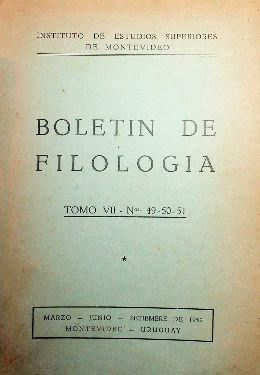 INSTITUTO DE ESTUDIOS SUPERIORES
DE MONTEVIDEO
BOLETIN DE
FILOLOGIA
TOMO VII - Nos. 49-50-51
*
MARZO - JUNIO - SETIEMBRE DE 1952
MONTEVIDEO - URUGUAY